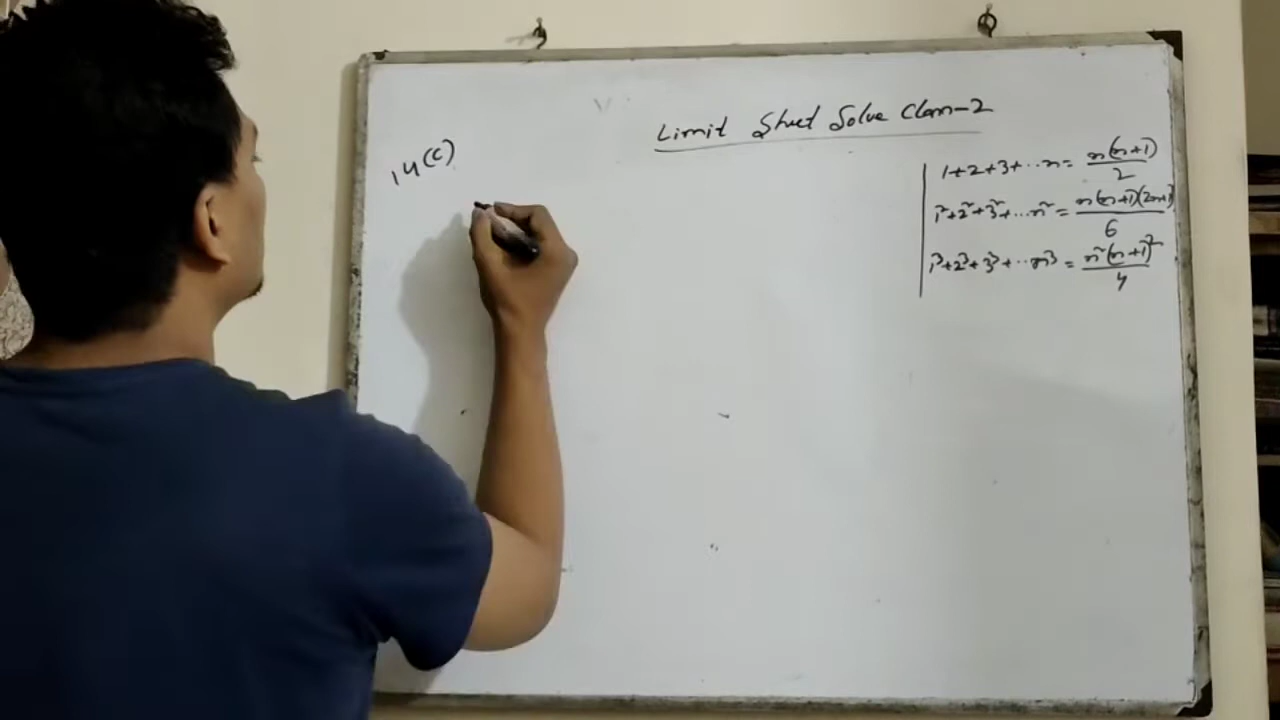 Limit Sheet Solve Class-2
14(c)
1+2+3+...n = n(n+1)/2
1²+2²+3²+...n² = n(n+1)(2n+1)/6
1³+2³+3³+...n³ = n²(n+1)²/4